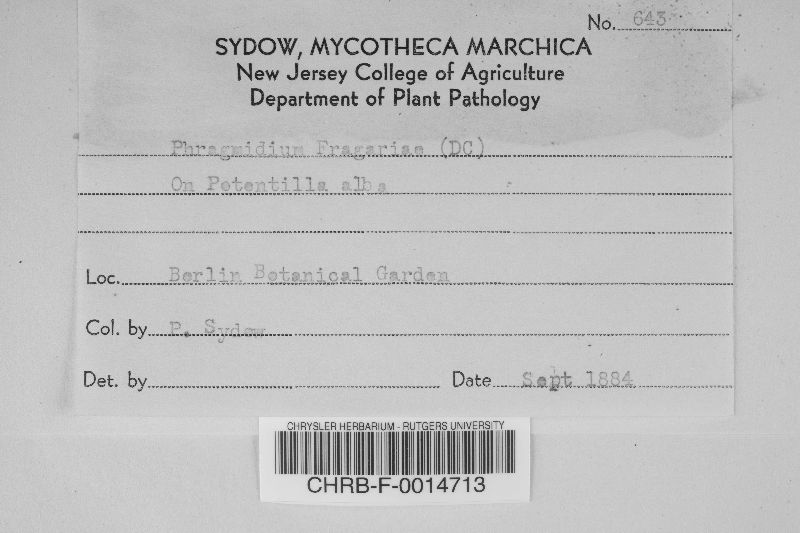 No. 643
SYDOW, MYCOTHECA MARCHICA
New Jersey College of Agriculture
Department of Plant Pathology
Phragmidium Fragariae (DC)
On Potentilla alba
Loc. Berlin Botanical Garden
Col. by P. Sydow
Det. by
Date Sept 1884
CHRYSLER HERBARIUM - RUTGERS UNIVERSITY
CHRB-F-0014713